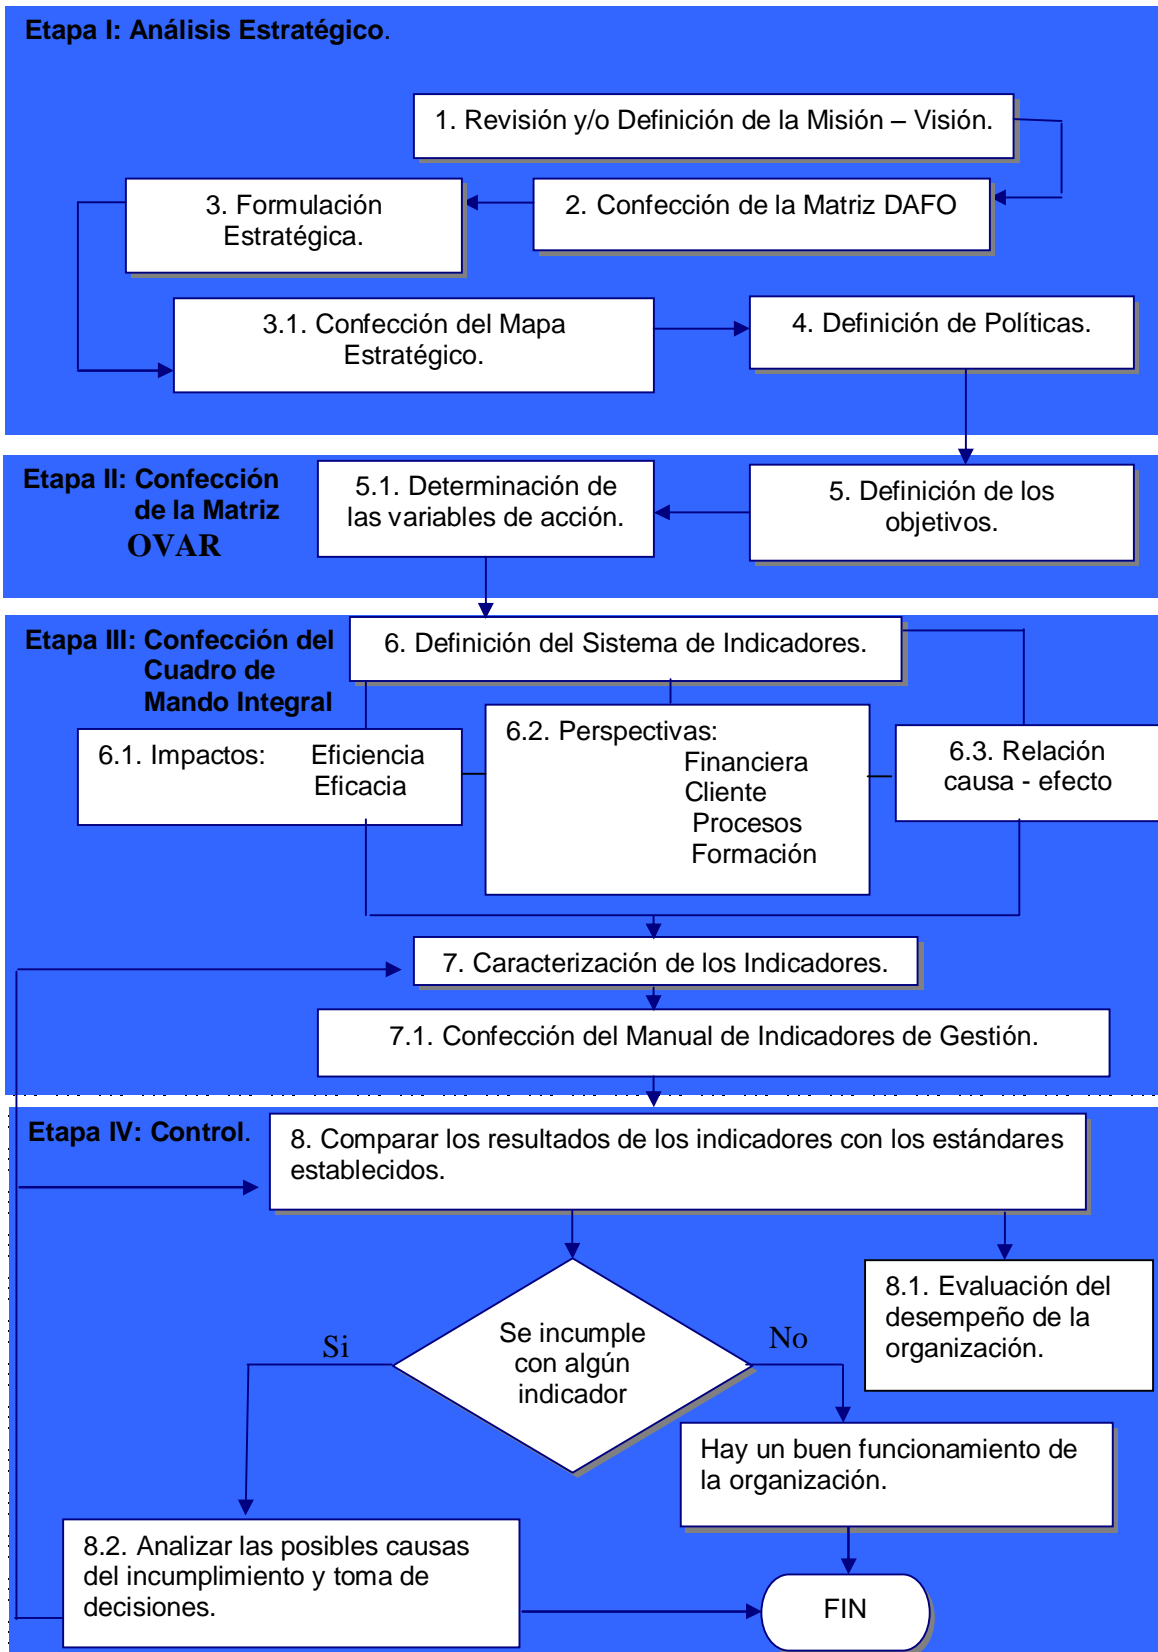 Etapa I: Análisis Estratégico.
1. Revisión y/o Definición de la Misión – Visión.
3. Formulación
Estratégica.
2. Confección de la Matriz DAFO
3.1. Confección del Mapa
Estratégico.
4. Definición de Políticas.
Etapa II: Confección
de la Matriz
OVAR
5.1. Determinación de
las variables de acción.
5. Definición de los
objetivos.
Etapa III: Confección del
Cuadro de
Mando Integral
6. Definición del Sistema de Indicadores.
6.1. Impactos: Eficiencia
Eficacia
6.2. Perspectivas:
Financiera
Cliente
Procesos
Formación
6.3. Relación
causa - efecto
7. Caracterización de los Indicadores.
7.1. Confección del Manual de Indicadores de Gestión.
Etapa IV: Control.
8. Comparar los resultados de los indicadores con los estándares
establecidos.
8.1. Evaluación del
desempeño de la
organización.
Se incumple
con algún
indicador
Si
No
Hay un buen funcionamiento de
la organización.
8.2. Analizar las posibles causas
del incumplimiento y toma de
decisiones.
FIN